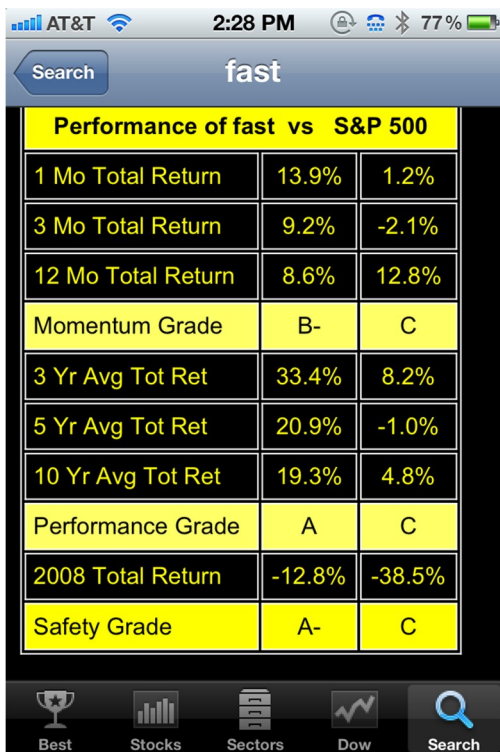 AT&T 2:28 PM 77%
Search fast
Performance of fast vs S&P 500
1 Mo Total Return 13.9% 1.2%
3 Mo Total Return 9.2% -2.1%
12 Mo Total Return 8.6% 12.8%
Momentum Grade B- C
3 Yr Avg Tot Ret 33.4% 8.2%
5 Yr Avg Tot Ret 20.9% -1.0%
10 Yr Avg Tot Ret 19.3% 4.8%
Performance Grade A C
2008 Total Return -12.8% -38.5%
Safety Grade A- C
Best Stocks Sectors Dow Search